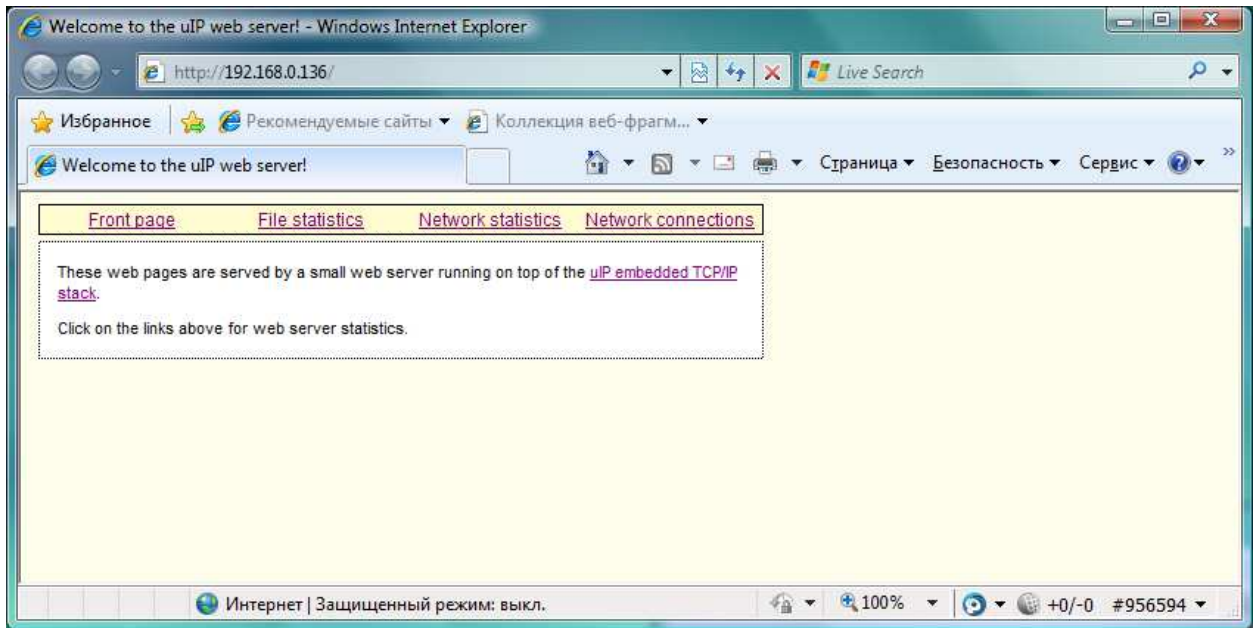 Welcome to the uIP web server! - Windows Internet Explorer
http://192.168.0.136/ Live Search
Избранное Рекомендуемые сайты Коллекция веб-фрагм...
Welcome to the uIP web server! Страница Безопасность Сервис »
Front page File statistics Network statistics Network connections
These web pages are served by a small web server running on top of the uIP embedded TCP/IP
stack.
Click on the links above for web server statistics.
Интернет | Защищенный режим: выкл. 100% +0/-0 #956594